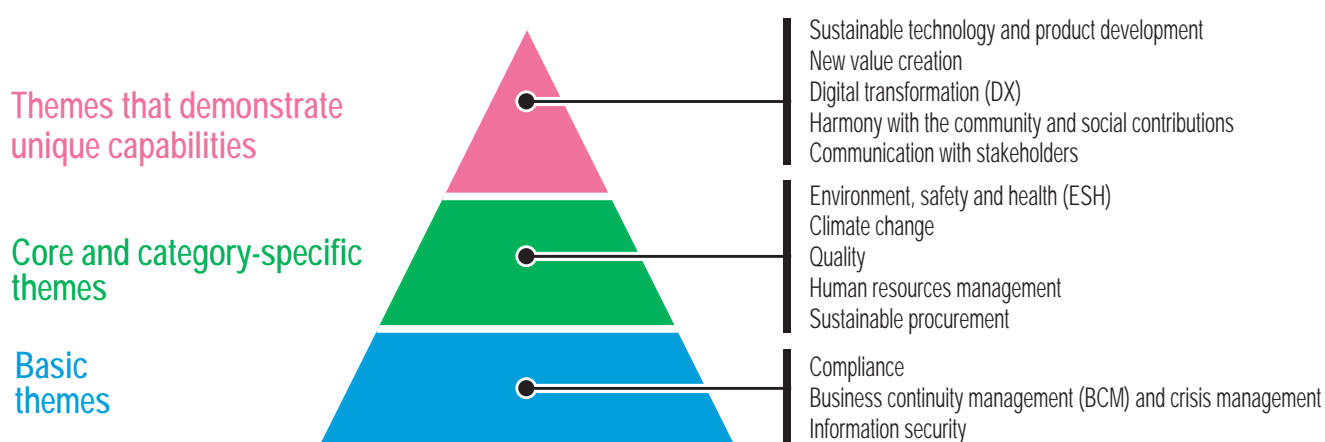 Themes that demonstrate
unique capabilities
Sustainable technology and product development
New value creation
Digital transformation (DX)
Harmony with the community and social contributions
Communication with stakeholders
Core and category-specific
themes
Environment, safety and health (ESH)
Climate change
Quality
Human resources management
Sustainable procurement
Basic
themes
Compliance
Business continuity management (BCM) and crisis management
Information security